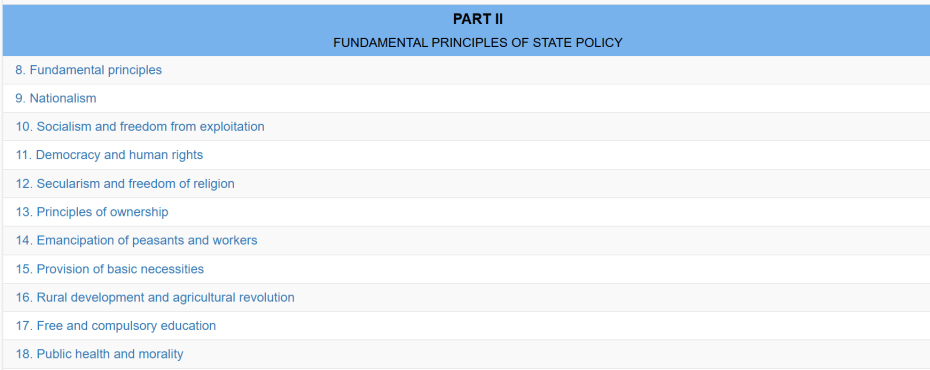 PART II
FUNDAMENTAL PRINCIPLES OF STATE POLICY
8. Fundamental principles
9. Nationalism
10. Socialism and freedom from exploitation
11. Democracy and human rights
12. Secularism and freedom of religion
13. Principles of ownership
14. Emancipation of peasants and workers
15. Provision of basic necessities
16. Rural development and agricultural revolution
17. Free and compulsory education
18. Public health and morality